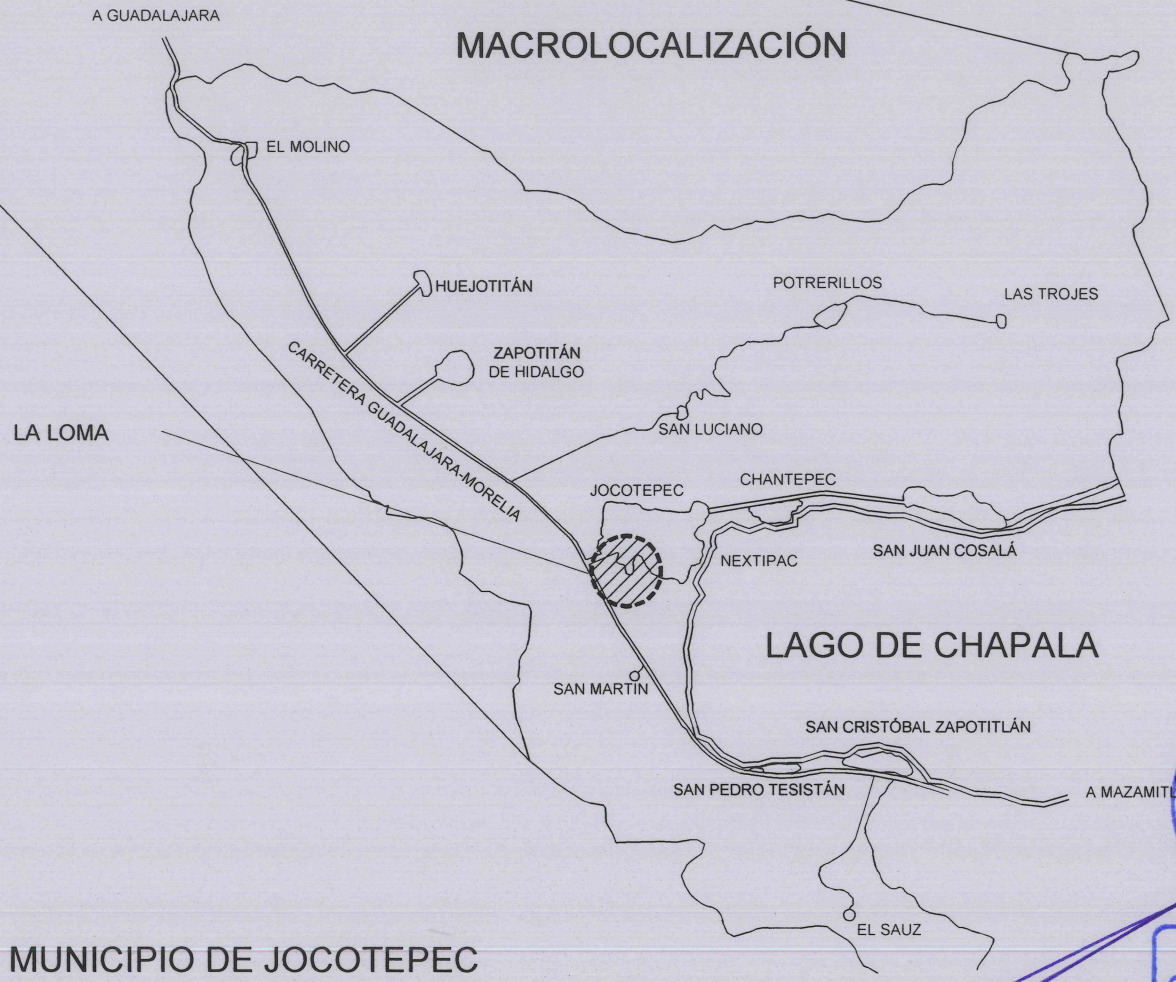 A GUADALAJARA
MACROLOCALIZACIÓN
EL MOLINO
HUEJOTITÁN
POTRERILLOS
LAS TROJES
ZAPOTITÁN
DE HIDALGO
CARRETERA GUADALAJARA-MORELIA
LA LOMA
SAN LUCIANO
JOCOTEPEC
CHANTEPEC
SAN JUAN COSALÁ
NEXTIPAC
LAGO DE CHAPALA
SAN MARTIN
SAN CRISTÓBAL ZAPOTITLÁN
SAN PEDRO TESISTÁN
A MAZAMITL
EL SAUZ
MUNICIPIO DE JOCOTEPEC